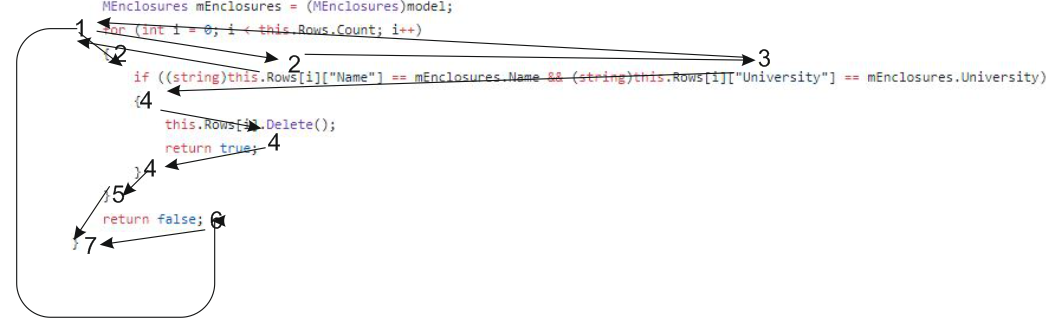 MEnclosures mEnclosures = (MEnclosures)model;
1 for (int i = 0; i < this.Rows.Count; i++)
{2 2 3
if ((string)this.Rows[i]["Name"] == mEnclosures.Name && (string)this.Rows[i]["University"] == mEnclosures.University)
{4
this.Rows[i].Delete();
return true; 4
}4
}5
return false; 6
} 7